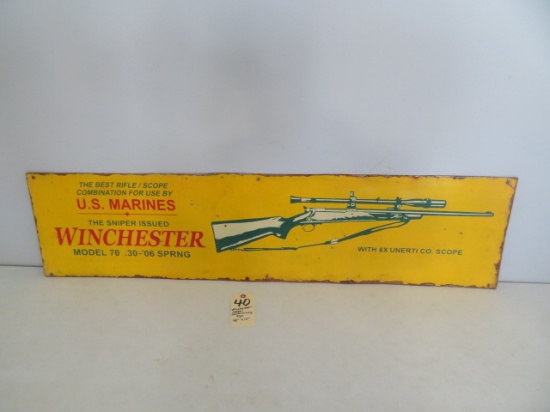 THE BEST RIFLE / SCOPE
COMBINATION FOR USE BY
U.S. MARINES
THE SNIPER ISSUED
WINCHESTER
MODEL 70 .30-'06 SPRNG
WITH 8X UNERTI CO. SCOPE
40